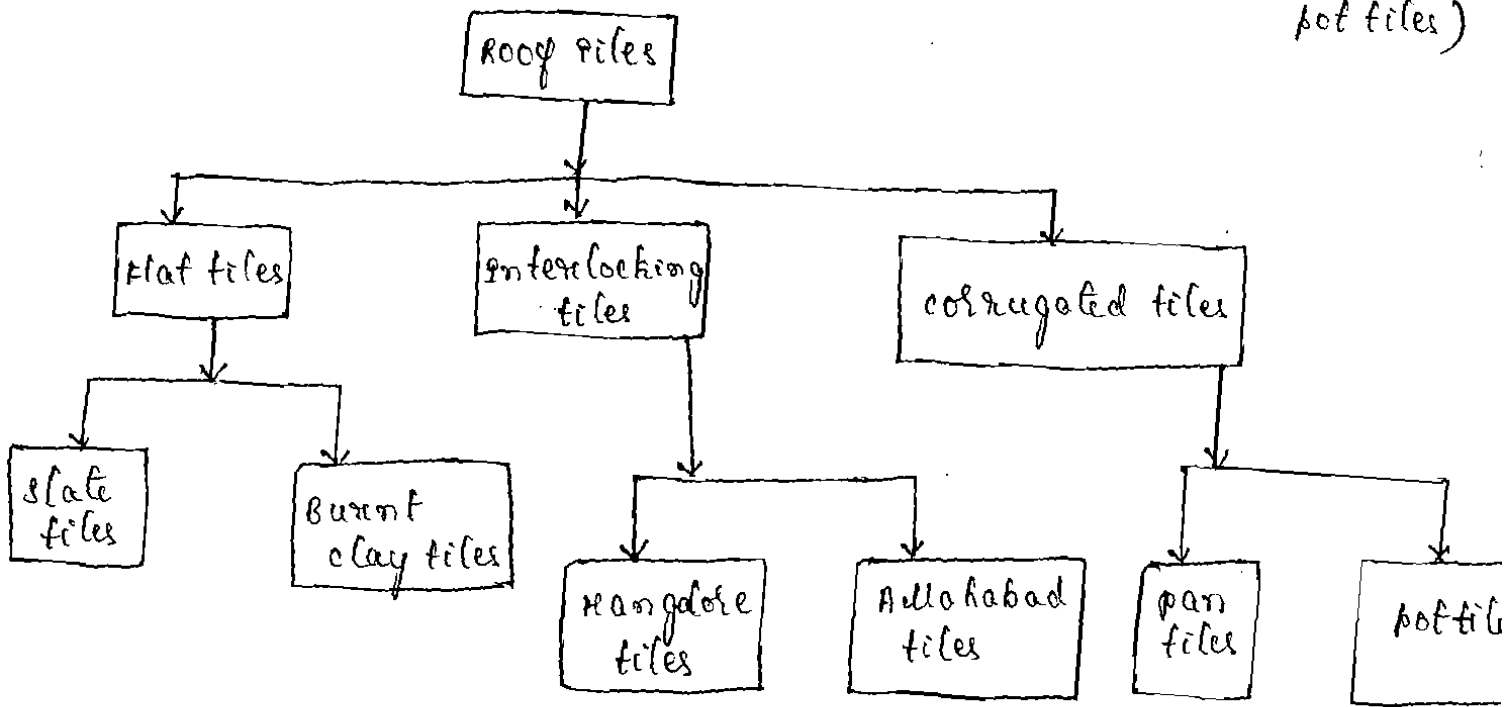 pot tiles)
Roof Tiles
Flat tiles
Interlocking
tiles
corrugated tiles
slate
tiles
Burnt
clay tiles
Mangalore
tiles
Allahabad
tiles
pan
tiles
pot tile